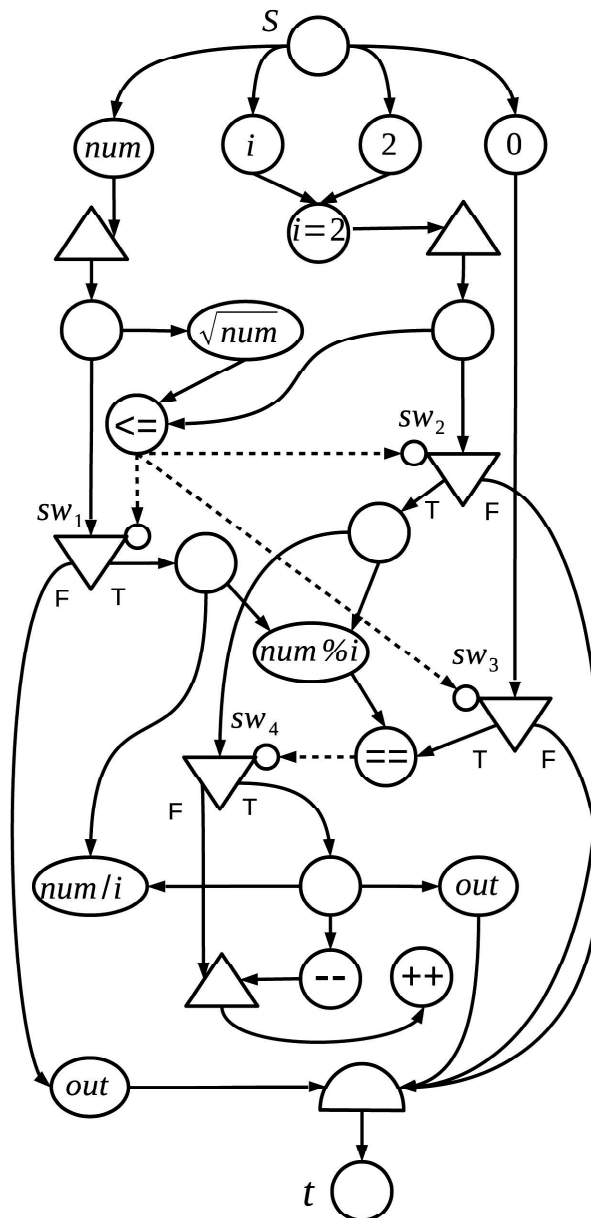 S
num
i
2
0
i=2
√num
<=
sw₂
T F
sw₁
F T
num%i
sw₃
T F
sw₄
==
F T
num/i
out
--
++
out
t